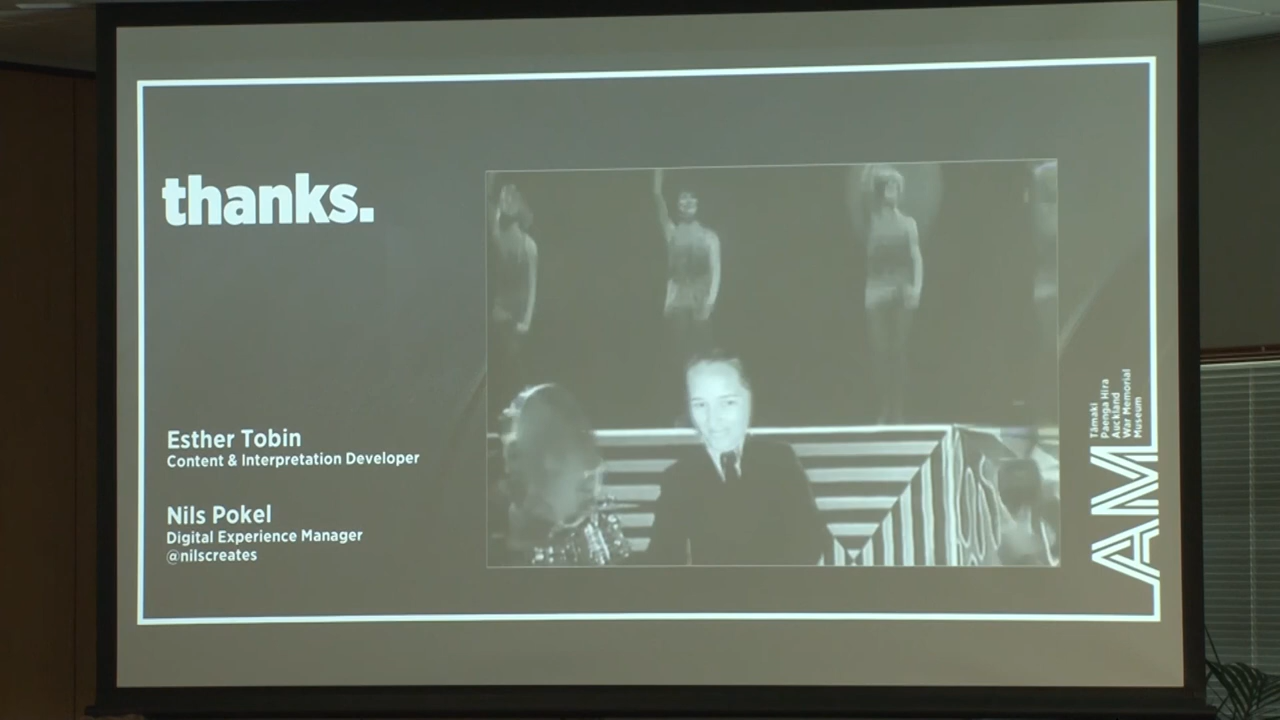 thanks.
Esther Tobin
Content & Interpretation Developer
Nils Pokel
Digital Experience Manager
@nilscreates
Tāmaki
Paenga Hira
Auckland
War Memorial
Museum
AM